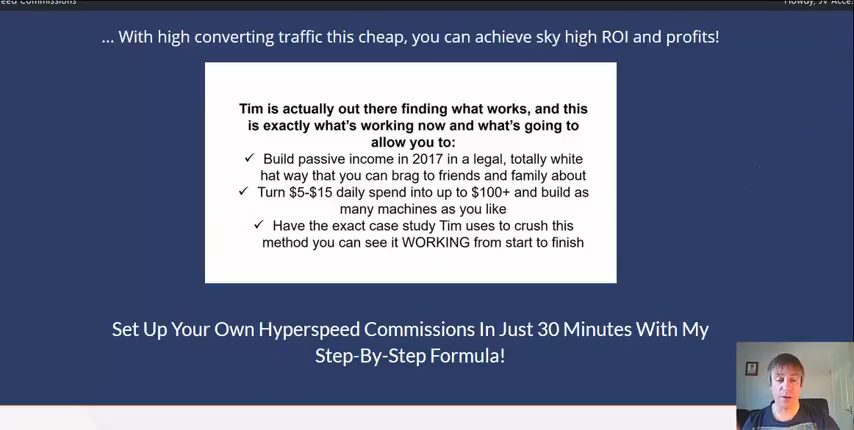 ... With high converting traffic this cheap, you can achieve sky high ROI and profits!
Tim is actually out there finding what works, and this
is exactly what's working now and what's going to
allow you to:
✓ Build passive income in 2017 in a legal, totally white
hat way that you can brag to friends and family about
✓ Turn $5-$15 daily spend into up to $100+ and build as
many machines as you like
✓ Have the exact case study Tim uses to crush this
method you can see it WORKING from start to finish
Set Up Your Own Hyperspeed Commissions In Just 30 Minutes With My
Step-By-Step Formula!